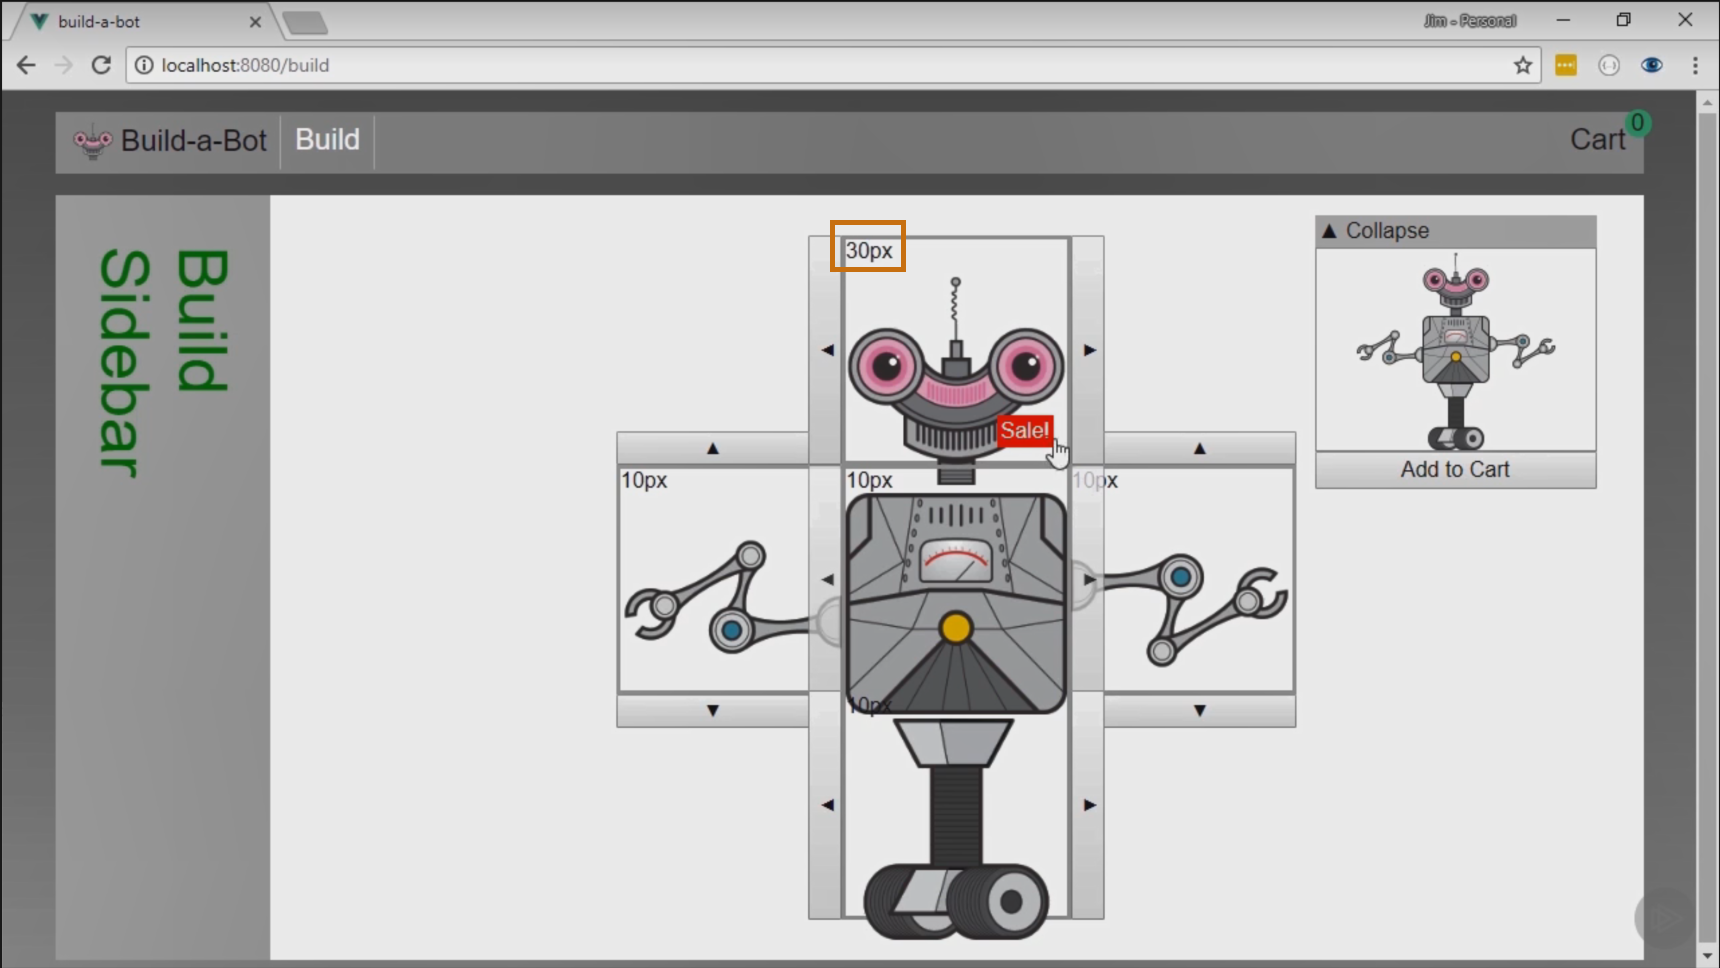 build-a-bot
Jim - Personal
localhost:8080/build
Build-a-Bot
Build
Cart
0
Build
Sidebar
30px
▲ Collapse
Sale!
Add to Cart
10px
10px
10px
10px